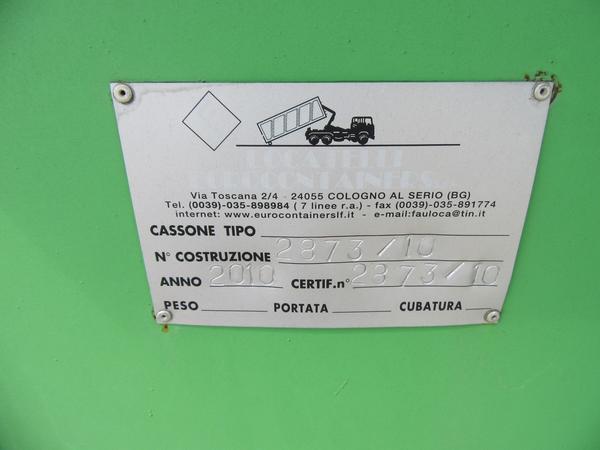 LOCATELLI
EUROCONTAINERS
Via Toscana 2/4 - 24055 COLOGNO AL SERIO (BG)
Tel. (0039)-035-898984 ( 7 linee r.a.) - fax (0039)-035-891774
internet: www.eurocontainerslf.it - e-mail:fauloca@tin.it
CASSONE TIPO
N° COSTRUZIONE 2873/10
ANNO 2010 CERTIF.n° 2873/10
PESO PORTATA CUBATURA